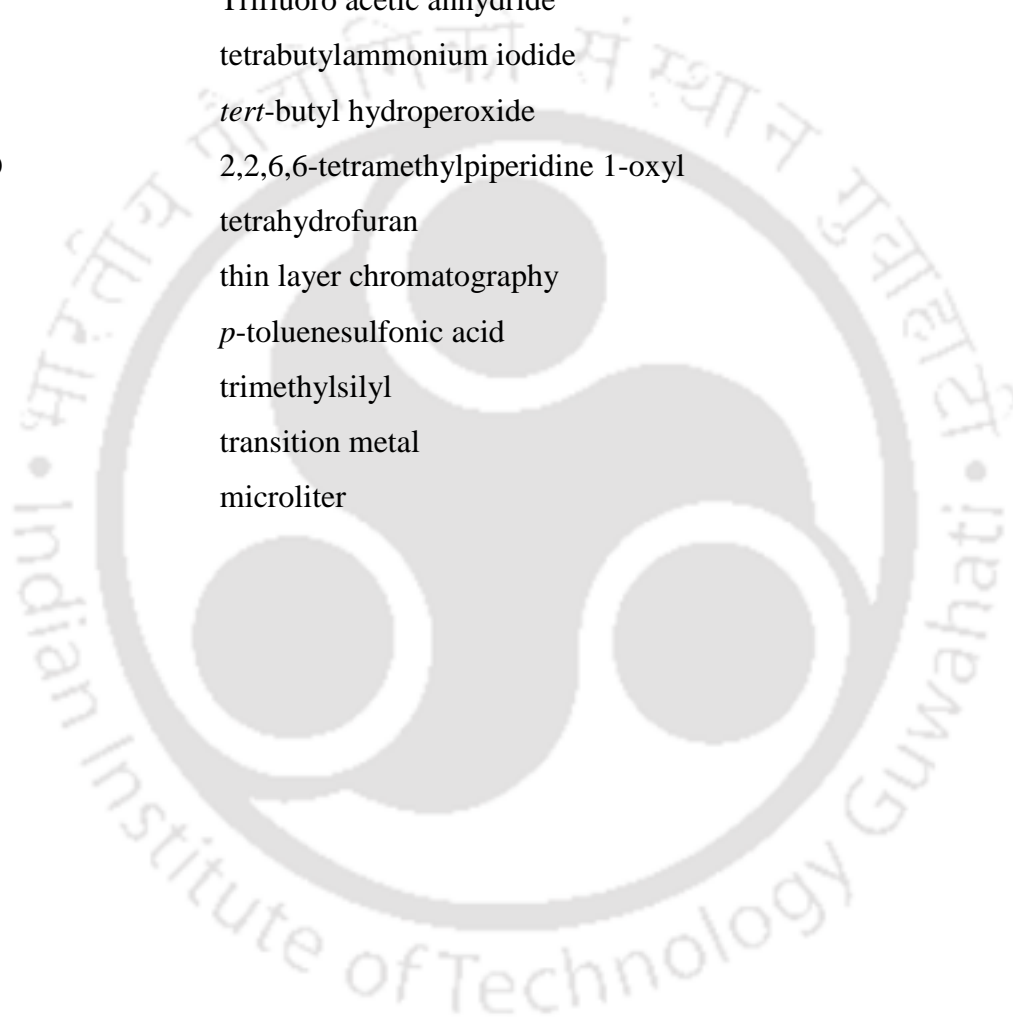 Trifluoro acetic anhydride
tetrabutylammonium iodide
tert-butyl hydroperoxide
2,2,6,6-tetramethylpiperidine 1-oxyl
tetrahydrofuran
thin layer chromatography
p-toluenesulfonic acid
trimethylsilyl
transition metal
microliter
भारतीय प्रौद्योगिकी संस्थान गुवाहाटी
• Indian Institute of Technology Guwahati •